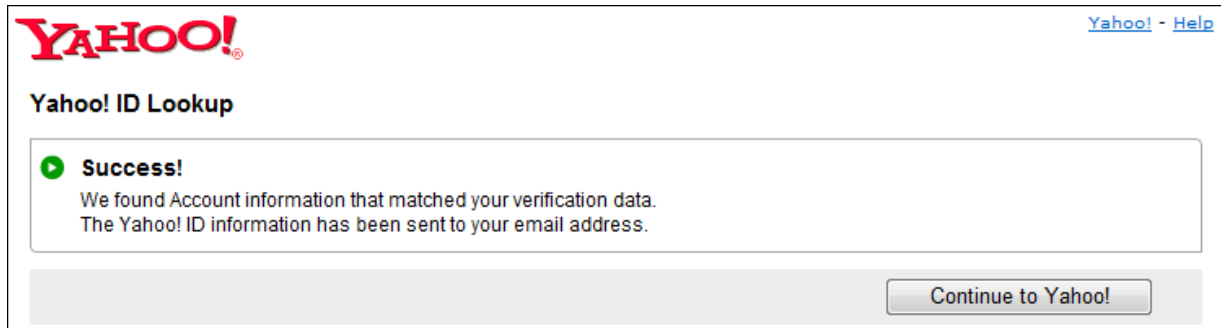 YAHOO!®
Yahoo! - Help
Yahoo! ID Lookup
Success!
We found Account information that matched your verification data.
The Yahoo! ID information has been sent to your email address.
Continue to Yahoo!